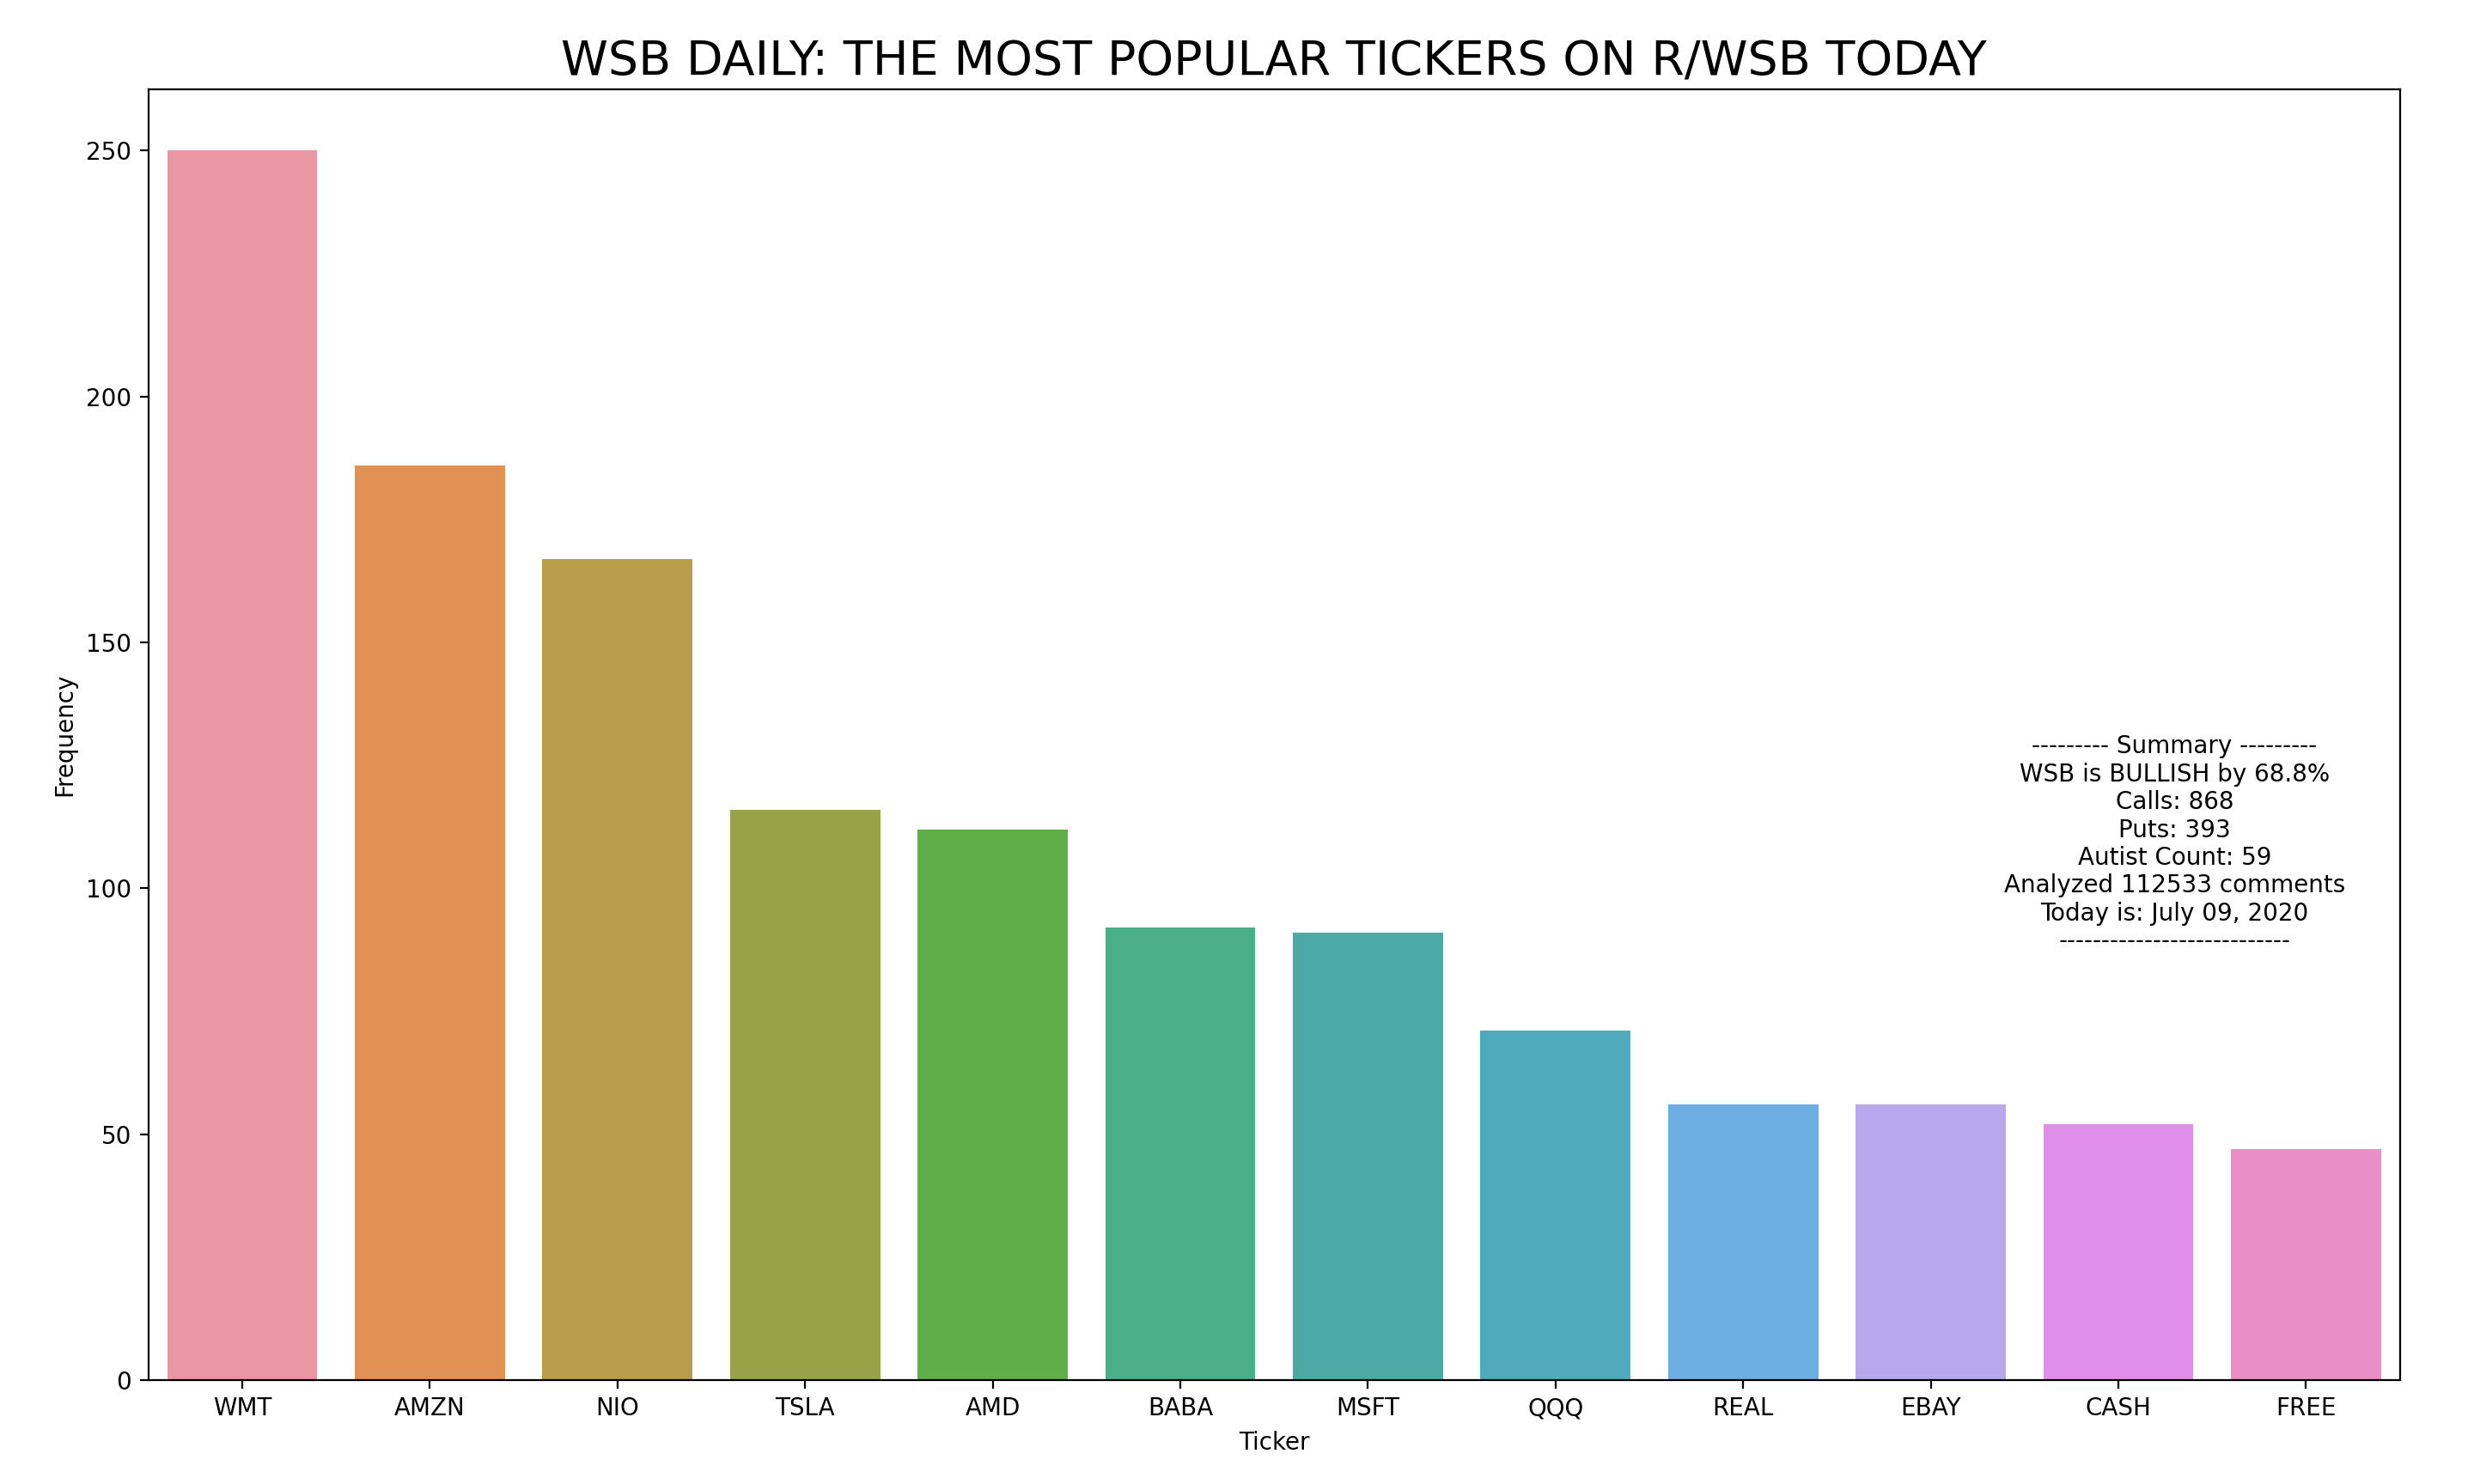 WSB DAILY: THE MOST POPULAR TICKERS ON R/WSB TODAY
250
200
150
100
50
0
Frequency
--------- Summary ---------
WSB is BULLISH by 68.8%
Calls: 868
Puts: 393
Autist Count: 59
Analyzed 112533 comments
Today is: July 09, 2020
---------------------------
WMT AMZN NIO TSLA AMD BABA MSFT QQQ REAL EBAY CASH FREE
Ticker